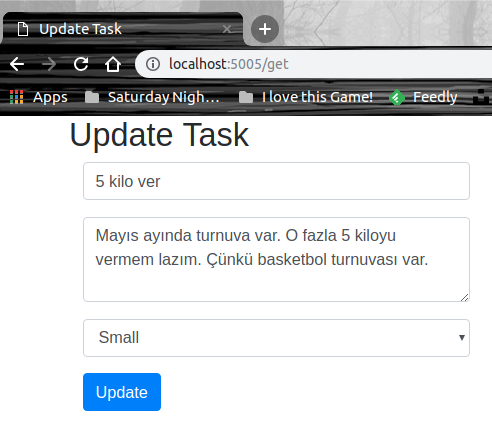 Update Task
localhost:5005/get
Apps Saturday Nigh... I love this Game! Feedly
Update Task
5 kilo ver
Mayıs ayında turnuva var. O fazla 5 kiloyu
vermem lazım. Çünkü basketbol turnuvası var.
Small
Update